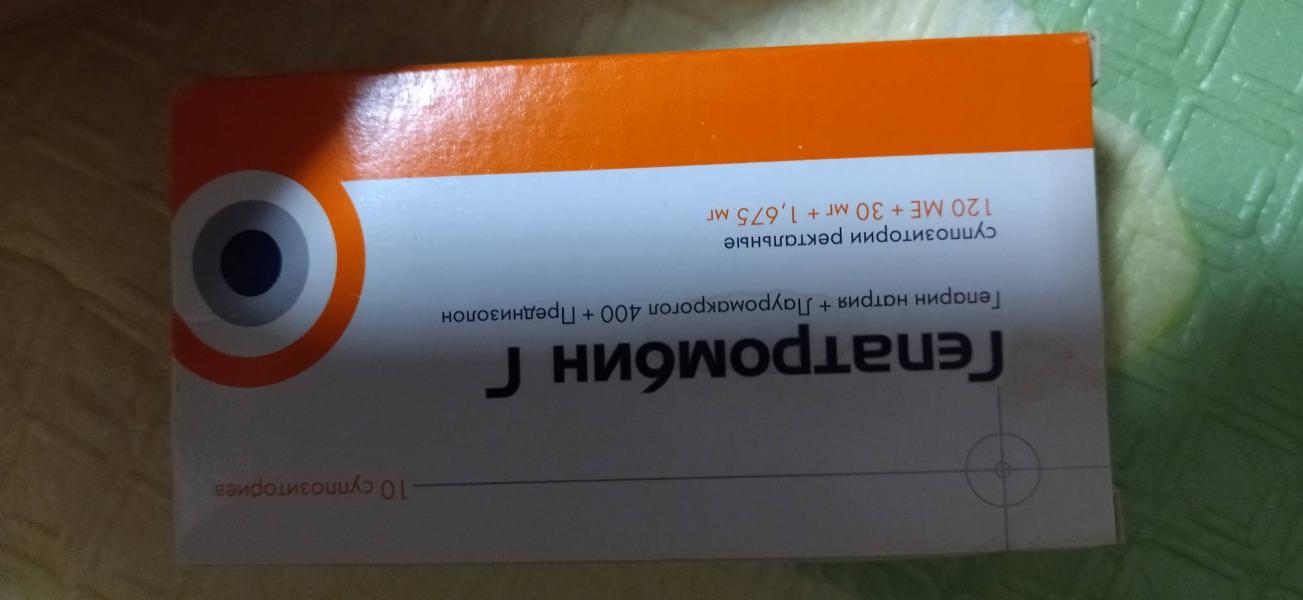 10 суппозиториев
Гепатромбин Г
Гепарин натрия + Лауромакрогол 400 + Преднизолон
суппозитории ректальные
120 МЕ + 30 мг + 1,675 мг